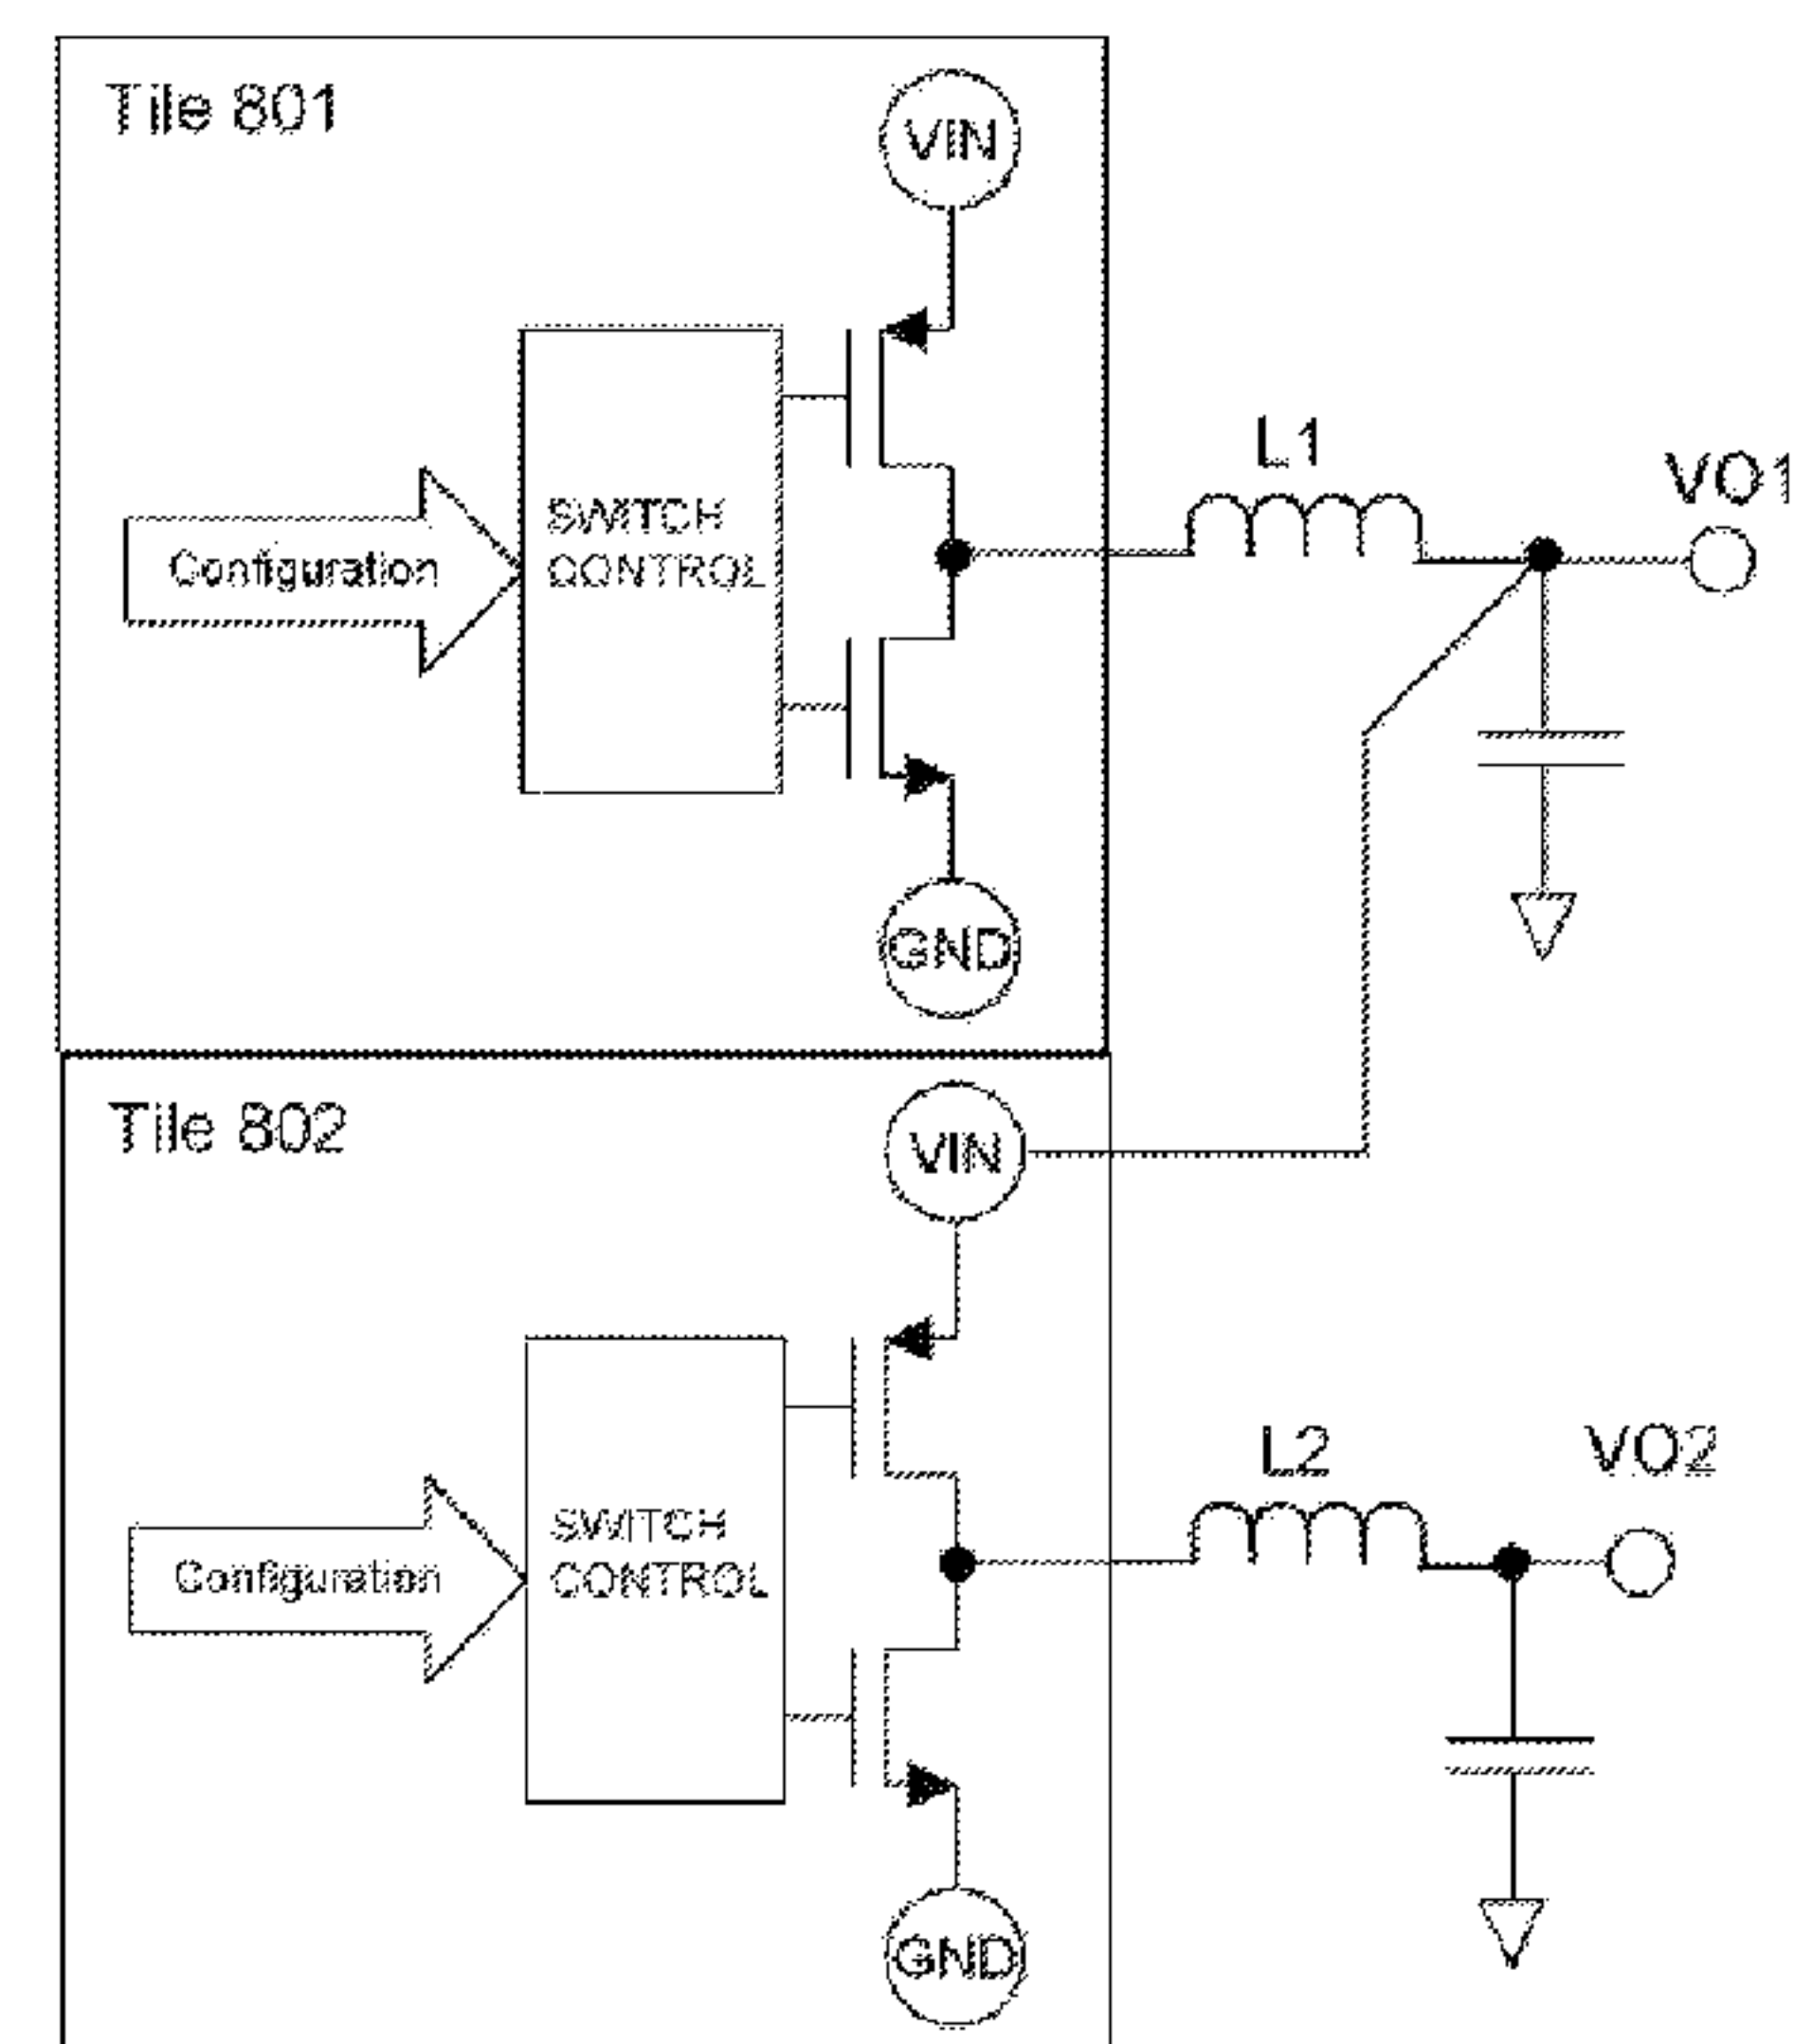 Tile 801
VIN
L1
VO1
SWITCH
CONTROL
Configuration
GND
Tile 802
VIN
L2
VO2
SWITCH
CONTROL
Configuration
GND